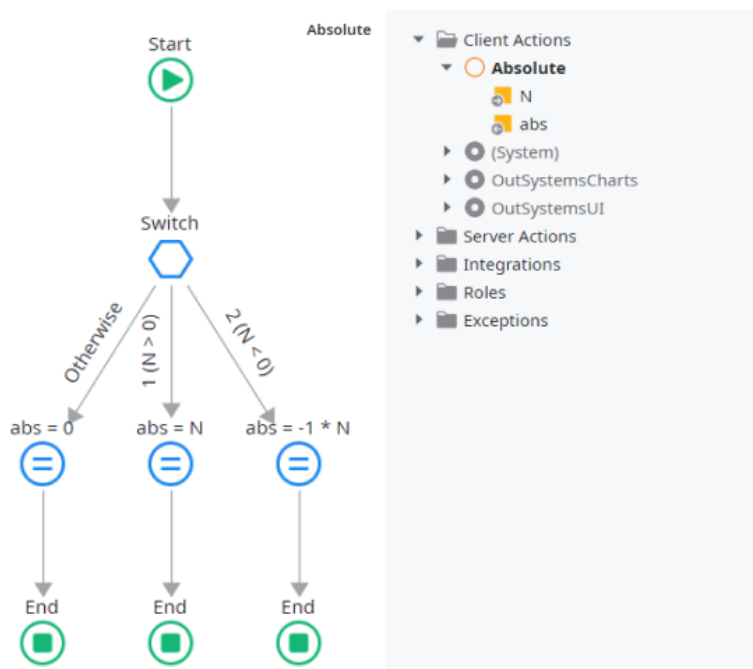 Absolute
Start
Switch
Otherwise
1 (N > 0)
2 (N < 0)
abs = 0
abs = N
abs = -1 * N
End
End
End
Client Actions
Absolute
N
abs
(System)
OutSystemsCharts
OutSystemsUI
Server Actions
Integrations
Roles
Exceptions